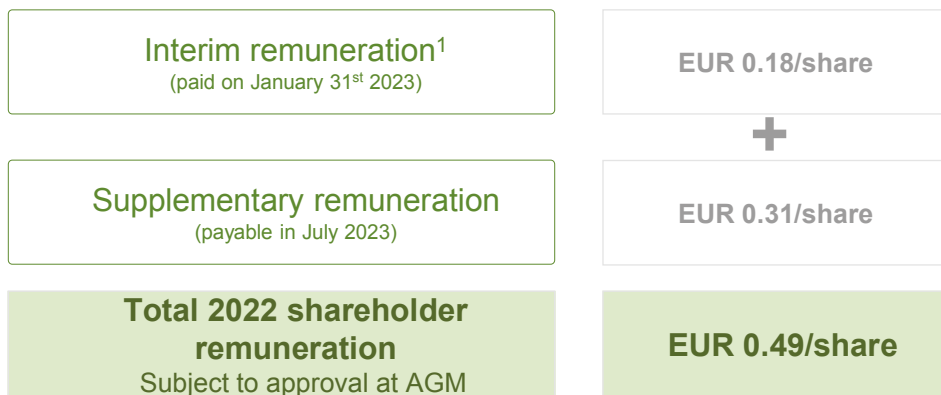 Interim remuneration1
(paid on January 31st 2023)
EUR 0.18/share
+
Supplementary remuneration
(payable in July 2023)
EUR 0.31/share
Total 2022 shareholder
remuneration
Subject to approval at AGM
EUR 0.49/share